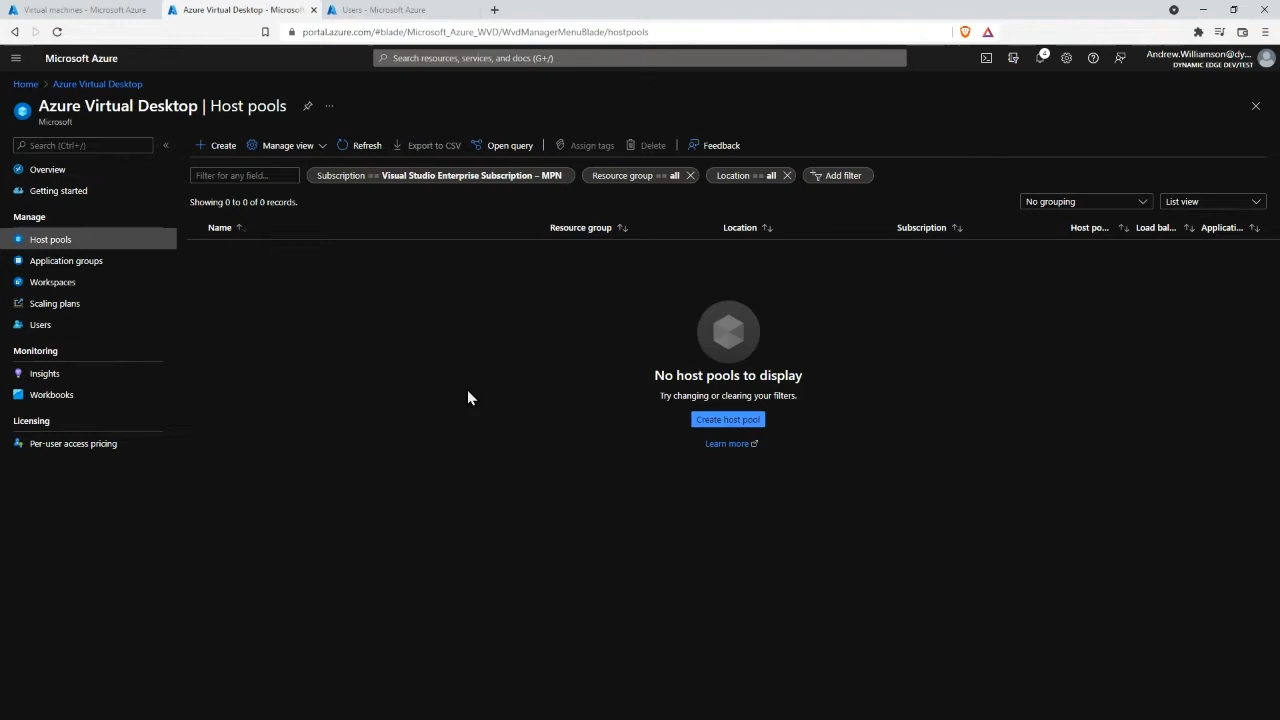 Virtual machines - Microsoft Azure
Azure Virtual Desktop - Microsof
Users - Microsoft Azure
portal.azure.com/#blade/Microsoft_Azure_WVD/WvdManagerMenuBlade/hostpools
Microsoft Azure
Search resources, services, and docs (G+/)
4
Andrew.Williamson@dy...
DYNAMIC EDGE DEV/TEST
Home > Azure Virtual Desktop
Azure Virtual Desktop | Host pools
Microsoft
Search (Ctrl+/)
Overview
Getting started
Manage
Host pools
Application groups
Workspaces
Scaling plans
Users
Monitoring
Insights
Workbooks
Licensing
Per-user access pricing
Create Manage view Refresh Export to CSV Open query Assign tags Delete Feedback
Filter for any field... Subscription == Visual Studio Enterprise Subscription – MPN Resource group == all Location == all Add filter
Showing 0 to 0 of 0 records.
No grouping List view
Name Resource group Location Subscription Host po... Load bal... Applicati...
No host pools to display
Try changing or clearing your filters.
Create host pool
Learn more